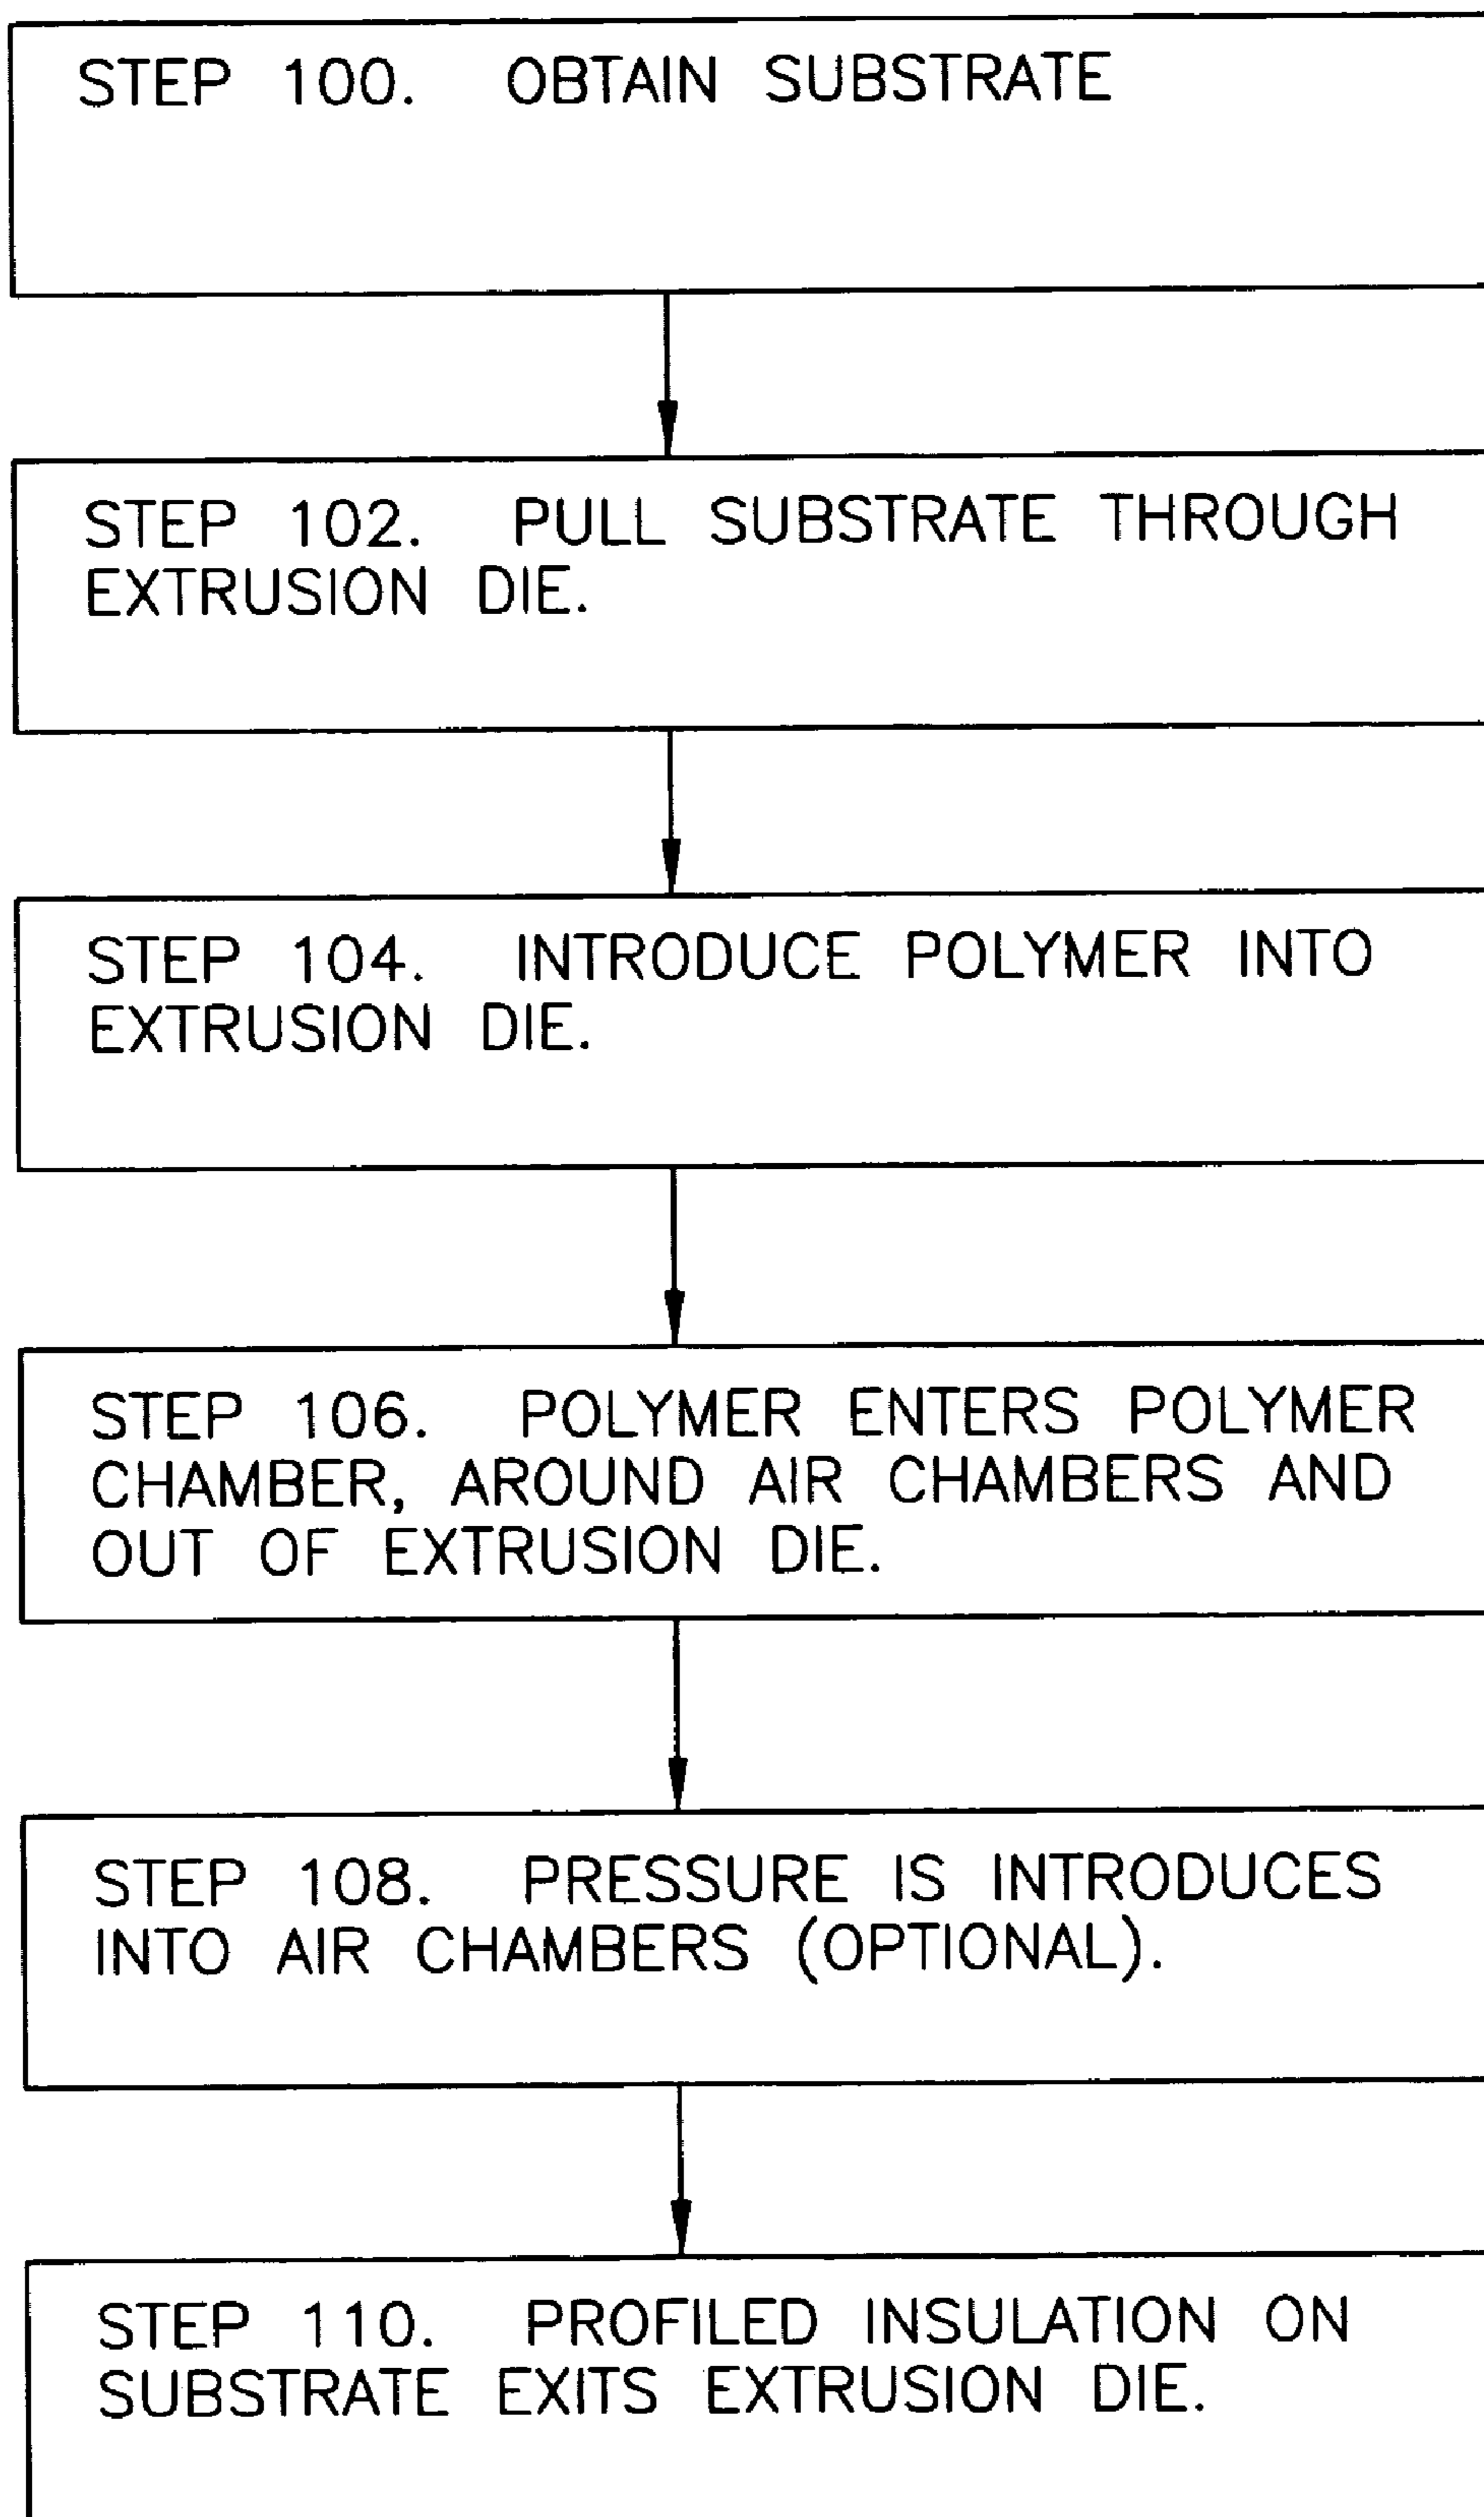 STEP 100. OBTAIN SUBSTRATE
STEP 102. PULL SUBSTRATE THROUGH
EXTRUSION DIE.
STEP 104. INTRODUCE POLYMER INTO
EXTRUSION DIE.
STEP 106. POLYMER ENTERS POLYMER
CHAMBER, AROUND AIR CHAMBERS AND
OUT OF EXTRUSION DIE.
STEP 108. PRESSURE IS INTRODUCES
INTO AIR CHAMBERS (OPTIONAL).
STEP 110. PROFILED INSULATION ON
SUBSTRATE EXITS EXTRUSION DIE.